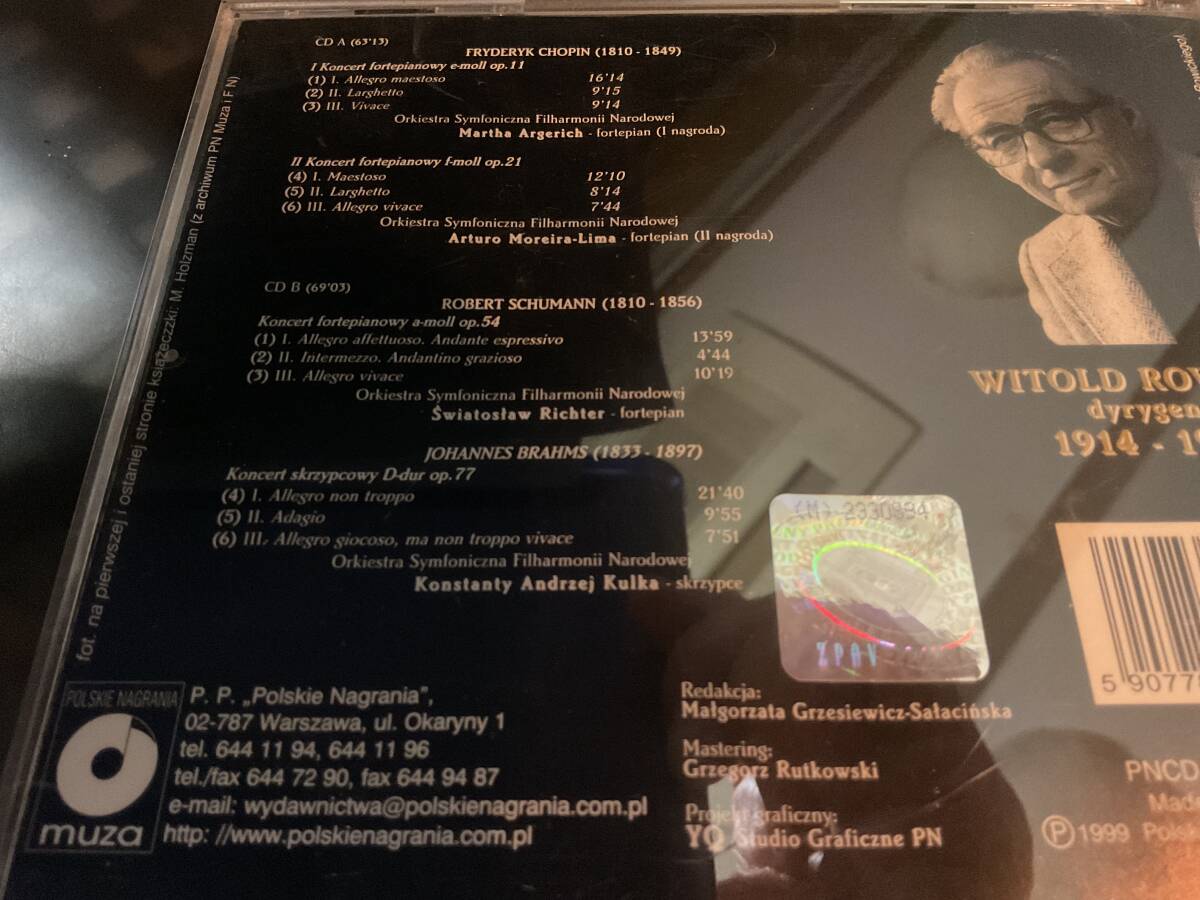 CD A (63'13)
FRYDERYK CHOPIN (1810 - 1849)
I Koncert fortepianowy e-moll op.11
(1) I. Allegro maestoso 16'14
(2) II. Larghetto 9'15
(3) III. Vivace 9'14
Orkiestra Symfoniczna Filharmonii Narodowej
Martha Argerich - fortepian (I nagroda)
II Koncert fortepianowy f-moll op.21
(4) I. Maestoso 12'10
(5) II. Larghetto 8'14
(6) III. Allegro vivace 7'44
Orkiestra Symfoniczna Filharmonii Narodowej
Arturo Moreira-Lima - fortepian (II nagroda)
CD B (69'03)
ROBERT SCHUMANN (1810 - 1856)
Koncert fortepianowy a-moll op.54
(1) I. Allegro affettuoso. Andante espressivo 13'59
(2) II. Intermezzo. Andantino grazioso 4'44
(3) III. Allegro vivace 10'19
Orkiestra Symfoniczna Filharmonii Narodowej
Światosław Richter - fortepian
JOHANNES BRAHMS (1833 - 1897)
Koncert skrzypcowy D-dur op.77
(4) I. Allegro non troppo 21'40
(5) II. Adagio 9'55
(6) III. Allegro giocoso, ma non troppo vivace 7'51
Orkiestra Symfoniczna Filharmonii Narodowej
Konstanty Andrzej Kulka - skrzypce
fot. na pierwszej i ostaniej stronie książeczki: M. Holzman (z archiwum PN Muza i F N)
WITOLD
dyrygen
1914 - 1
2330894
ZPAV
5 90777
POLSKIE NAGRANIA
muza
P. P. „Polskie Nagrania”,
02-787 Warszawa, ul. Okaryny 1
tel. 644 11 94, 644 11 96
tel./fax 644 72 90, fax 644 94 87
e-mail: wydawnictwa@polskienagrania.com.pl
http: //www.polskienagrania.com.pl
Redakcja:
Małgorzata Grzesiewicz-Sałacińska
Mastering:
Grzegorz Rutkowski
Projekt graficzny:
YQ Studio Graficzne PN
PNCD
Mad
Ⓟ 1999 Polsk